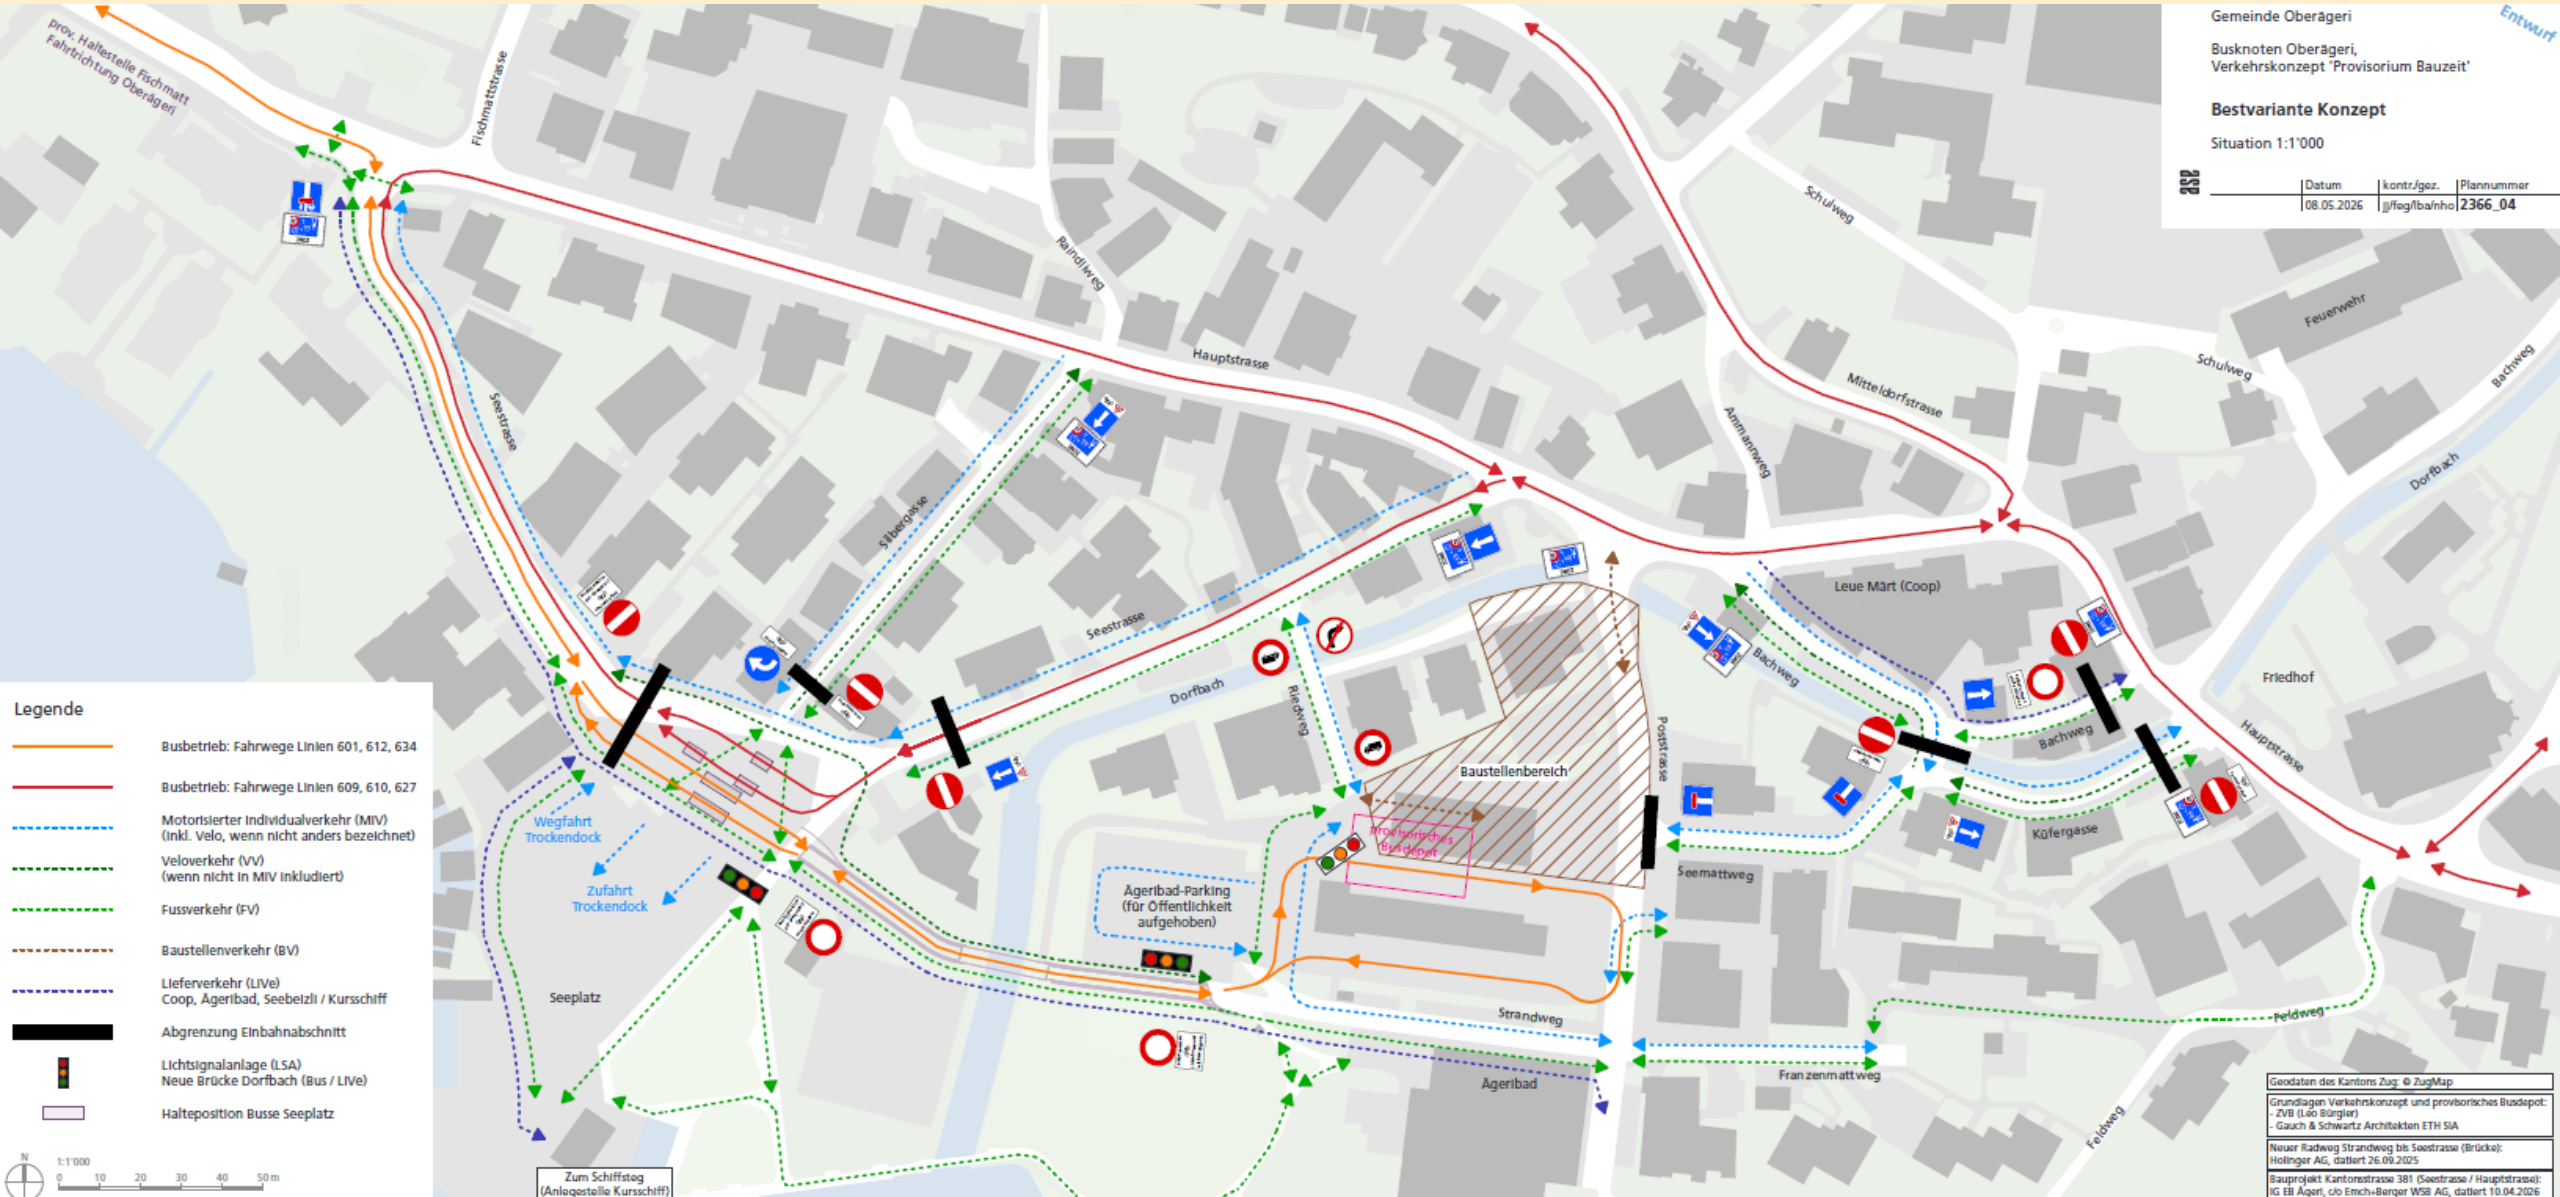 prov. Haltestelle Fischmatt
Fahrtrichtung Oberägeri
Fischmattstrasse
Gemeinde Oberägeri
Entwurf
Busknoten Oberägeri,
Verkehrskonzept 'Provisorium Bauzeit'
Bestvariante Konzept
Situation 1:1'000
Datum
kontr./gez.
Plannummer
08.05.2026
jj/feg/lba/nho
2366_04
Schulweg
Raindliweg
Feuerwehr
Schulweg
Bachweg
Hauptstrasse
Mitteldorfstrasse
Ammannweg
Seestrasse
Dorfbach
Säbergasse
Leue Märt (Coop)
Seestrasse
Dorfbach
Riedweg
Bachweg
Friedhof
Poststrasse
Bachweg
Hauptstrasse
Baustellenbereich
Küfergasse
provisorisches
Busdepot
Seemattweg
Wegfahrt
Trockendock
Zufahrt
Trockendock
Ägeribad-Parking
(für Öffentlichkeit
aufgehoben)
Seeplatz
Strandweg
Feldweg
Franzenmattweg
Ägeribad
Feldweg
Zum Schiffsteg
(Anlegestelle Kursschiff)
Legende
Busbetrieb: Fahrwege Linien 601, 612, 634
Busbetrieb: Fahrwege Linien 609, 610, 627
Motorisierter Individualverkehr (MIV)
(inkl. Velo, wenn nicht anders bezeichnet)
Veloverkehr (VV)
(wenn nicht in MIV inkludiert)
Fussverkehr (FV)
Baustellenverkehr (BV)
Lieferverkehr (LiVe)
Coop, Ägeribad, Seebeizli / Kursschiff
Abgrenzung Einbahnabschnitt
Lichtsignalanlage (LSA)
Neue Brücke Dorfbach (Bus / LiVe)
Halteposition Busse Seeplatz
N
1:1'000
0 10 20 30 40 50 m
Geodaten des Kantons Zug: © ZugMap
Grundlagen Verkehrskonzept und provisorisches Busdepot:
- ZVB (Leo Bürgler)
- Gauch & Schwartz Architekten ETH SIA
Neuer Radweg Strandweg bis Seestrasse (Brücke):
Holinger AG, datiert 26.09.2025
Bauprojekt Kantonsstrasse 381 (Seestrasse / Hauptstrasse):
IG EB Ägeri, c/o Emch+Berger WSB AG, datiert 10.04.2026